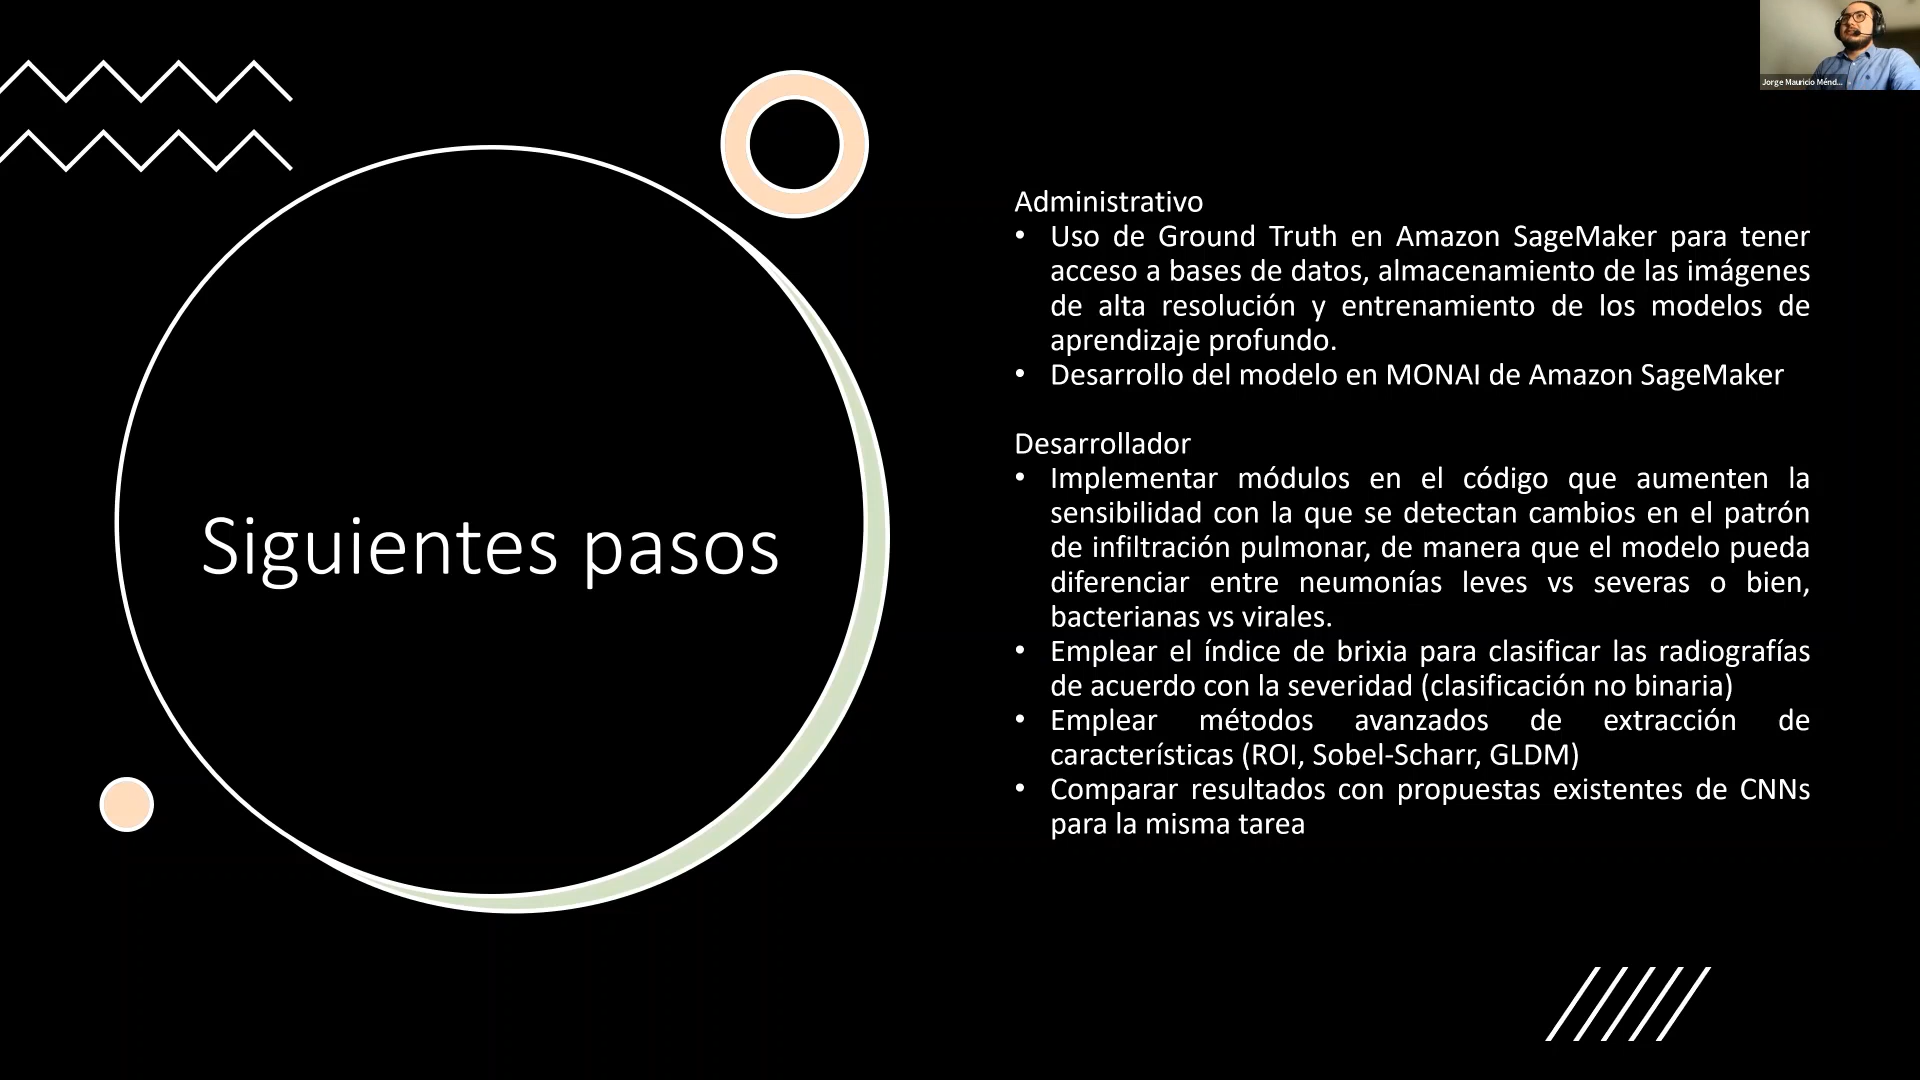 Jorge Mauricio Ménd...
Siguientes pasos
Administrativo
• Uso de Ground Truth en Amazon SageMaker para tener
acceso a bases de datos, almacenamiento de las imágenes
de alta resolución y entrenamiento de los modelos de
aprendizaje profundo.
• Desarrollo del modelo en MONAI de Amazon SageMaker
Desarrollador
• Implementar módulos en el código que aumenten la
sensibilidad con la que se detectan cambios en el patrón
de infiltración pulmonar, de manera que el modelo pueda
diferenciar entre neumonías leves vs severas o bien,
bacterianas vs virales.
• Emplear el índice de brixia para clasificar las radiografías
de acuerdo con la severidad (clasificación no binaria)
• Emplear métodos avanzados de extracción de
características (ROI, Sobel-Scharr, GLDM)
• Comparar resultados con propuestas existentes de CNNs
para la misma tarea